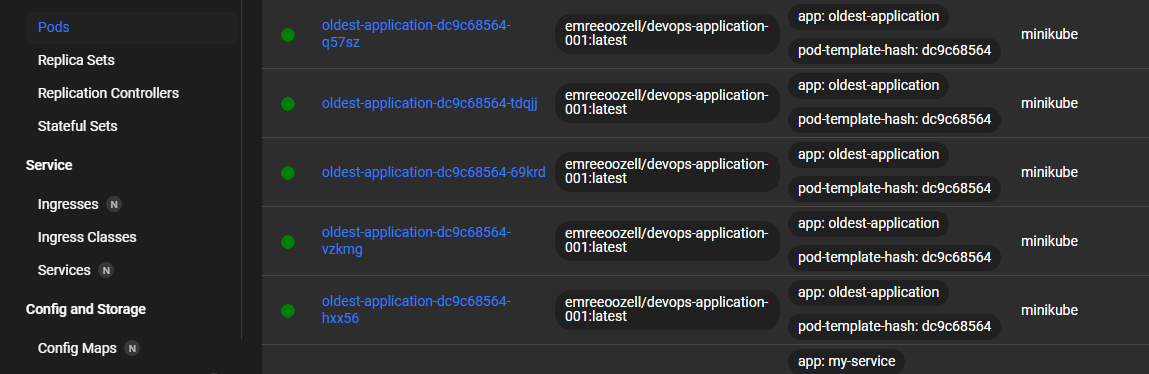 Pods
Replica Sets
Replication Controllers
Stateful Sets
Service
Ingresses N
Ingress Classes
Services N
Config and Storage
Config Maps N
oldest-application-dc9c68564-
q57sz
emreeoozell/devops-application-
001:latest
app: oldest-application
pod-template-hash: dc9c68564
minikube
oldest-application-dc9c68564-tdqjj
emreeoozell/devops-application-
001:latest
app: oldest-application
pod-template-hash: dc9c68564
minikube
oldest-application-dc9c68564-69krd
emreeoozell/devops-application-
001:latest
app: oldest-application
pod-template-hash: dc9c68564
minikube
oldest-application-dc9c68564-
vzkmg
emreeoozell/devops-application-
001:latest
app: oldest-application
pod-template-hash: dc9c68564
minikube
oldest-application-dc9c68564-
hxx56
emreeoozell/devops-application-
001:latest
app: oldest-application
pod-template-hash: dc9c68564
minikube
app: my-service